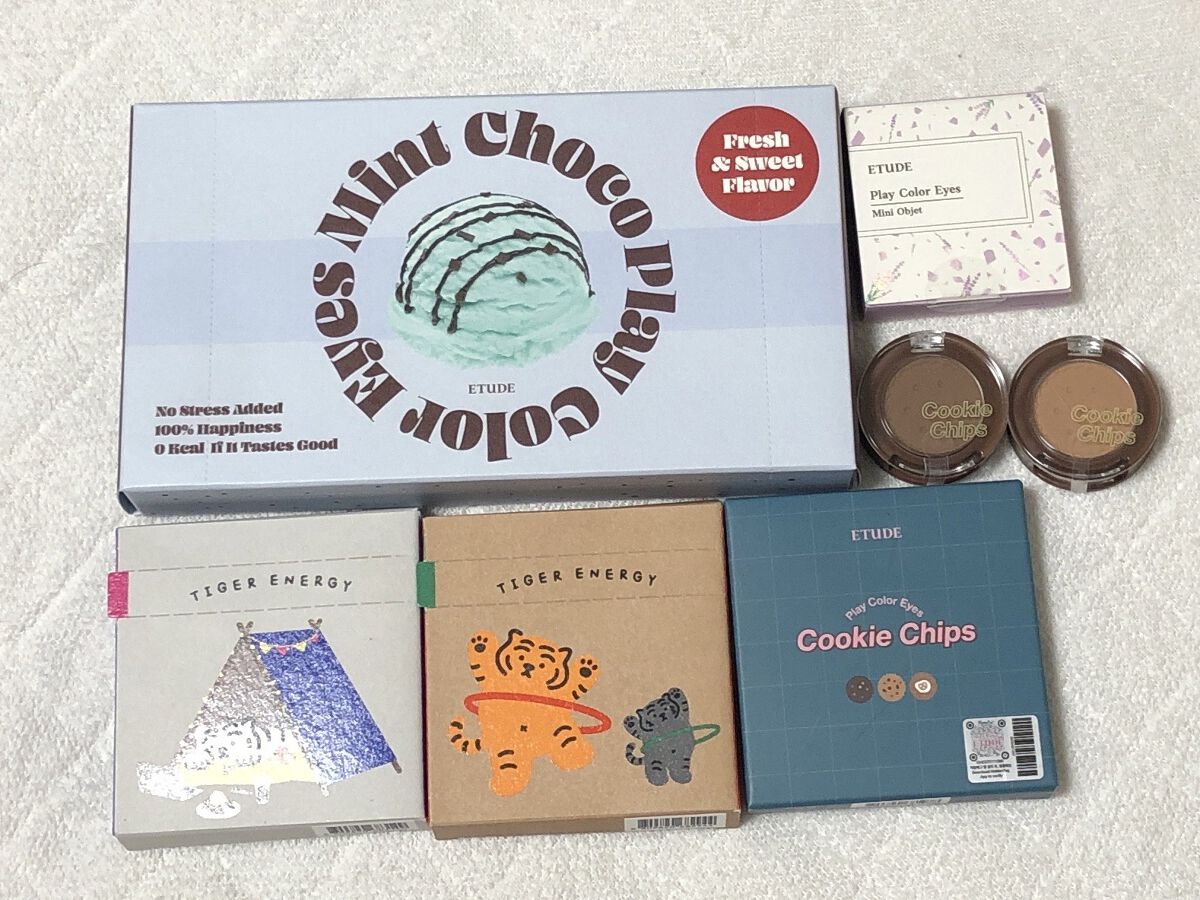 Mint Choco Play Color Eyes
Fresh
& Sweet
Flavor
ETUDE
No Stress Added
100% Happiness
0 Kcal If It Tastes Good
ETUDE
Play Color Eyes
Mini Objet
Cookie
Chips
Cookie
Chips
TIGER ENERGY
TIGER ENERGY
ETUDE
Play Color Eyes
Cookie Chips